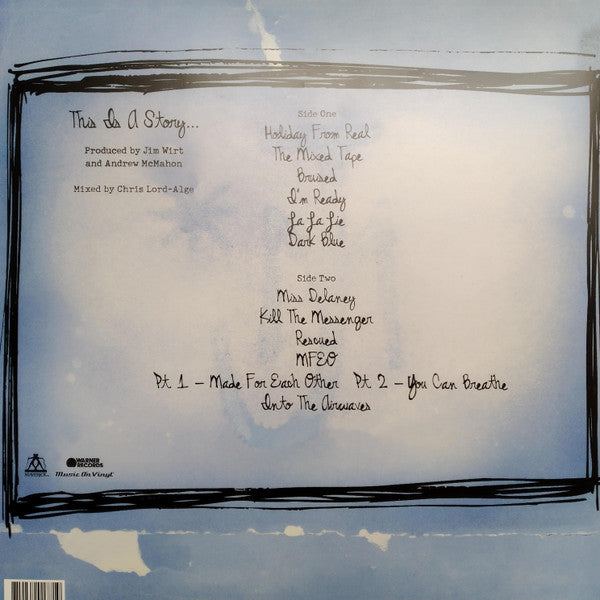 This Is A Story...
Produced by Jim Wirt
and Andrew McMahon
Mixed by Chris Lord-Alge
Side One
Holiday From Real
The Mixed Tape
Brused
I'm Ready
La La Lie
Dark Blue
Side Two
Miss Delaney
Kill The Messenger
Rescued
MFEO
Pt 1 – Made For Each Other Pt 2 – You Can Breathe
Into The Airwaves
MAVERICK
WARNER RECORDS
Music On Vinyl